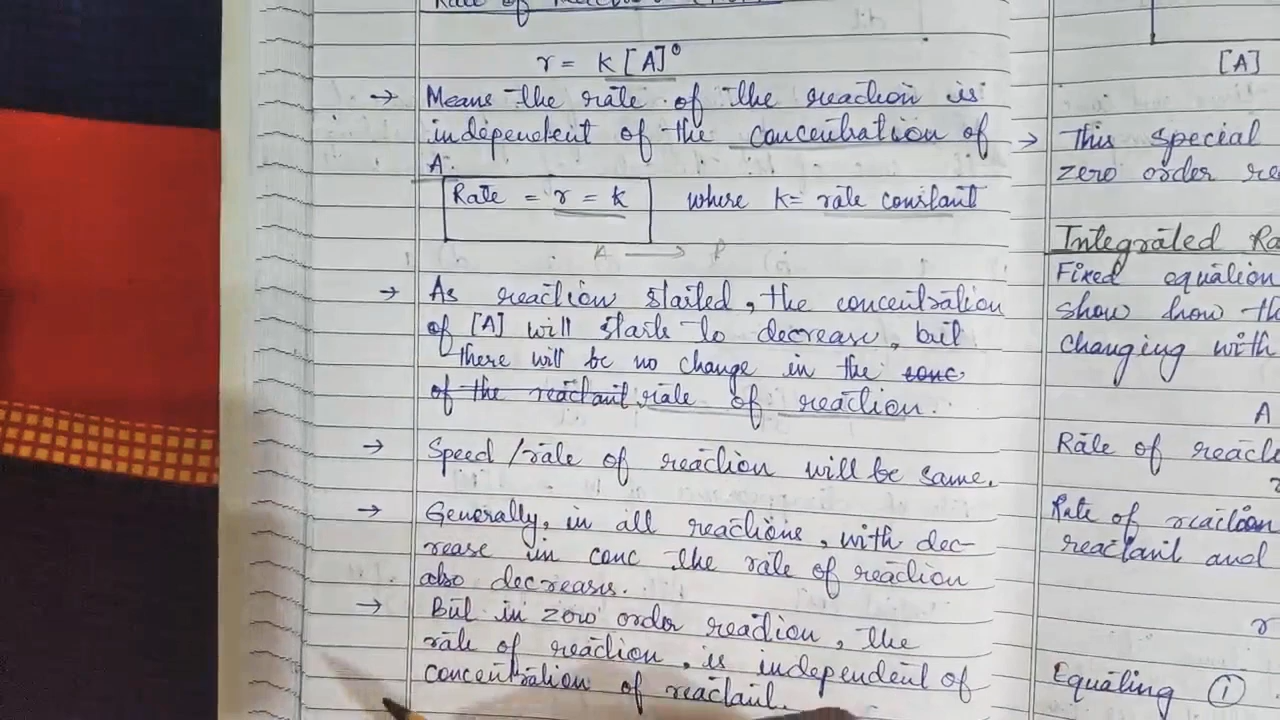 r = k [A]⁰
→ Means the rate of the reaction is
independent of the concentration of
A.
Rate = r = k where k = rate constant
A → P
→ As reaction started, the concentration
of [A] will starte to decrease, but
there will be no change in the conc
of the reactant rate of reaction.
→ Speed/rate of reaction will be same.
→ Generally, in all reactions, with dec-
rease in conc the rate of reaction
also decreases.
→ But in zero order reaction, the
rate of reaction, is independent of
concentration of reactant.
[A]
→ This special
zero order re
Integrated Ra
Fixed equation
show how th
changing with
A
Rate of reacta
Rate of reaction
reactant and
r
Equating ①